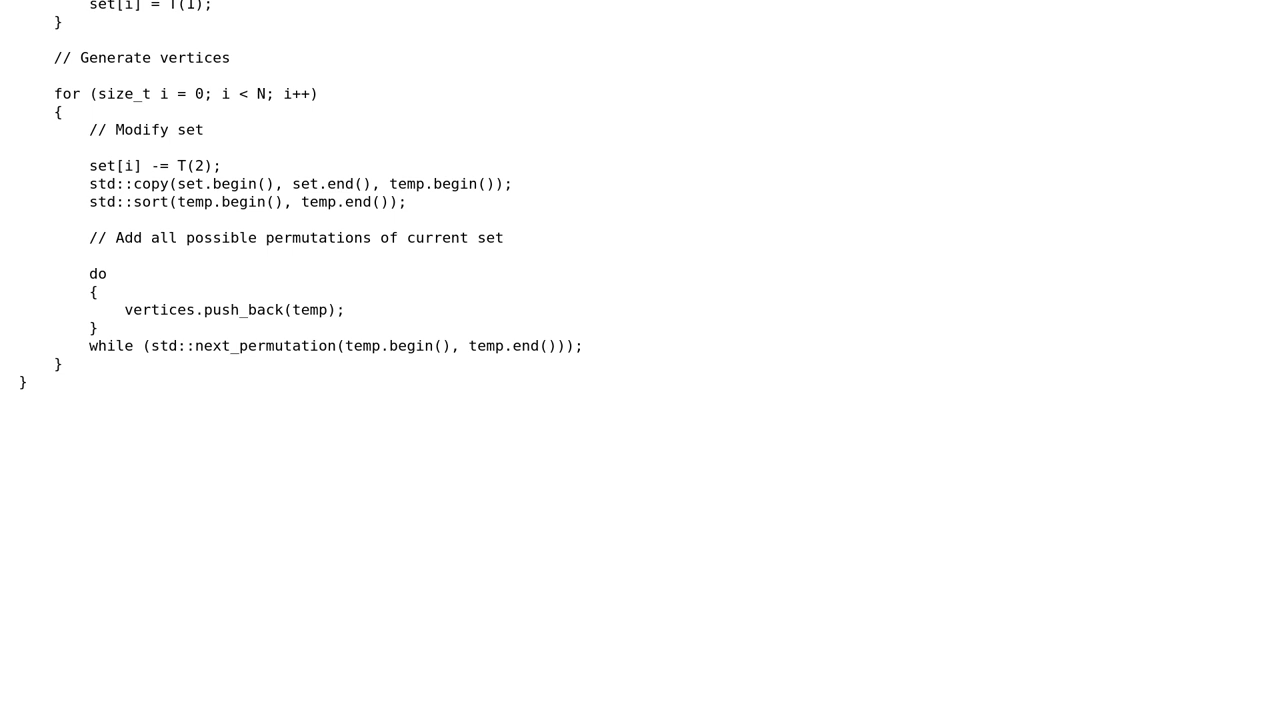 set[i] = T(1);
}
// Generate vertices
for (size_t i = 0; i < N; i++)
{
// Modify set
set[i] -= T(2);
std::copy(set.begin(), set.end(), temp.begin());
std::sort(temp.begin(), temp.end());
// Add all possible permutations of current set
do
{
vertices.push_back(temp);
}
while (std::next_permutation(temp.begin(), temp.end()));
}
}